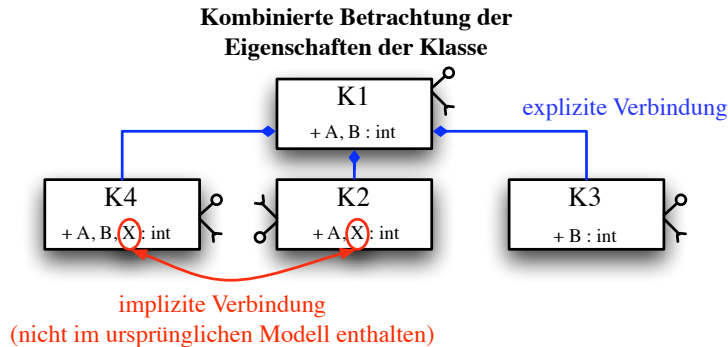 Kombinierte Betrachtung der
Eigenschaften der Klasse
K1
+ A, B : int
explizite Verbindung
K4
+ A, B, X : int
K2
+ A, X : int
K3
+ B : int
implizite Verbindung
(nicht im ursprünglichen Modell enthalten)